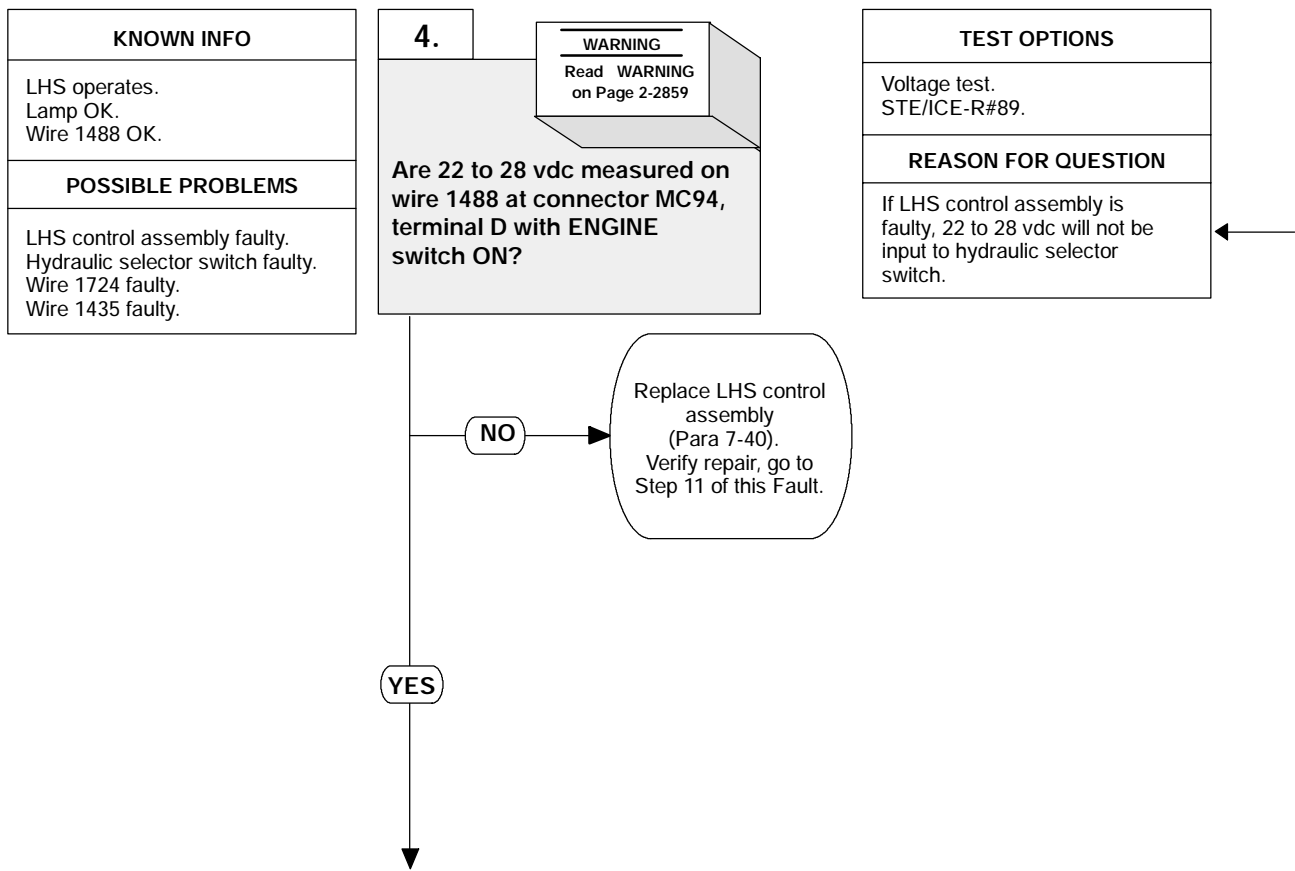 KNOWN INFO
LHS operates.
Lamp OK.
Wire 1488 OK.
POSSIBLE PROBLEMS
LHS control assembly faulty.
Hydraulic selector switch faulty.
Wire 1724 faulty.
Wire 1435 faulty.
4.
WARNING
Read WARNING
on Page 2-2859
Are 22 to 28 vdc measured on
wire 1488 at connector MC94,
terminal D with ENGINE
switch ON?
TEST OPTIONS
Voltage test.
STE/ICE-R#89.
REASON FOR QUESTION
If LHS control assembly is
faulty, 22 to 28 vdc will not be
input to hydraulic selector
switch.
NO
Replace LHS control
assembly
(Para 7-40).
Verify repair, go to
Step 11 of this Fault.
YES